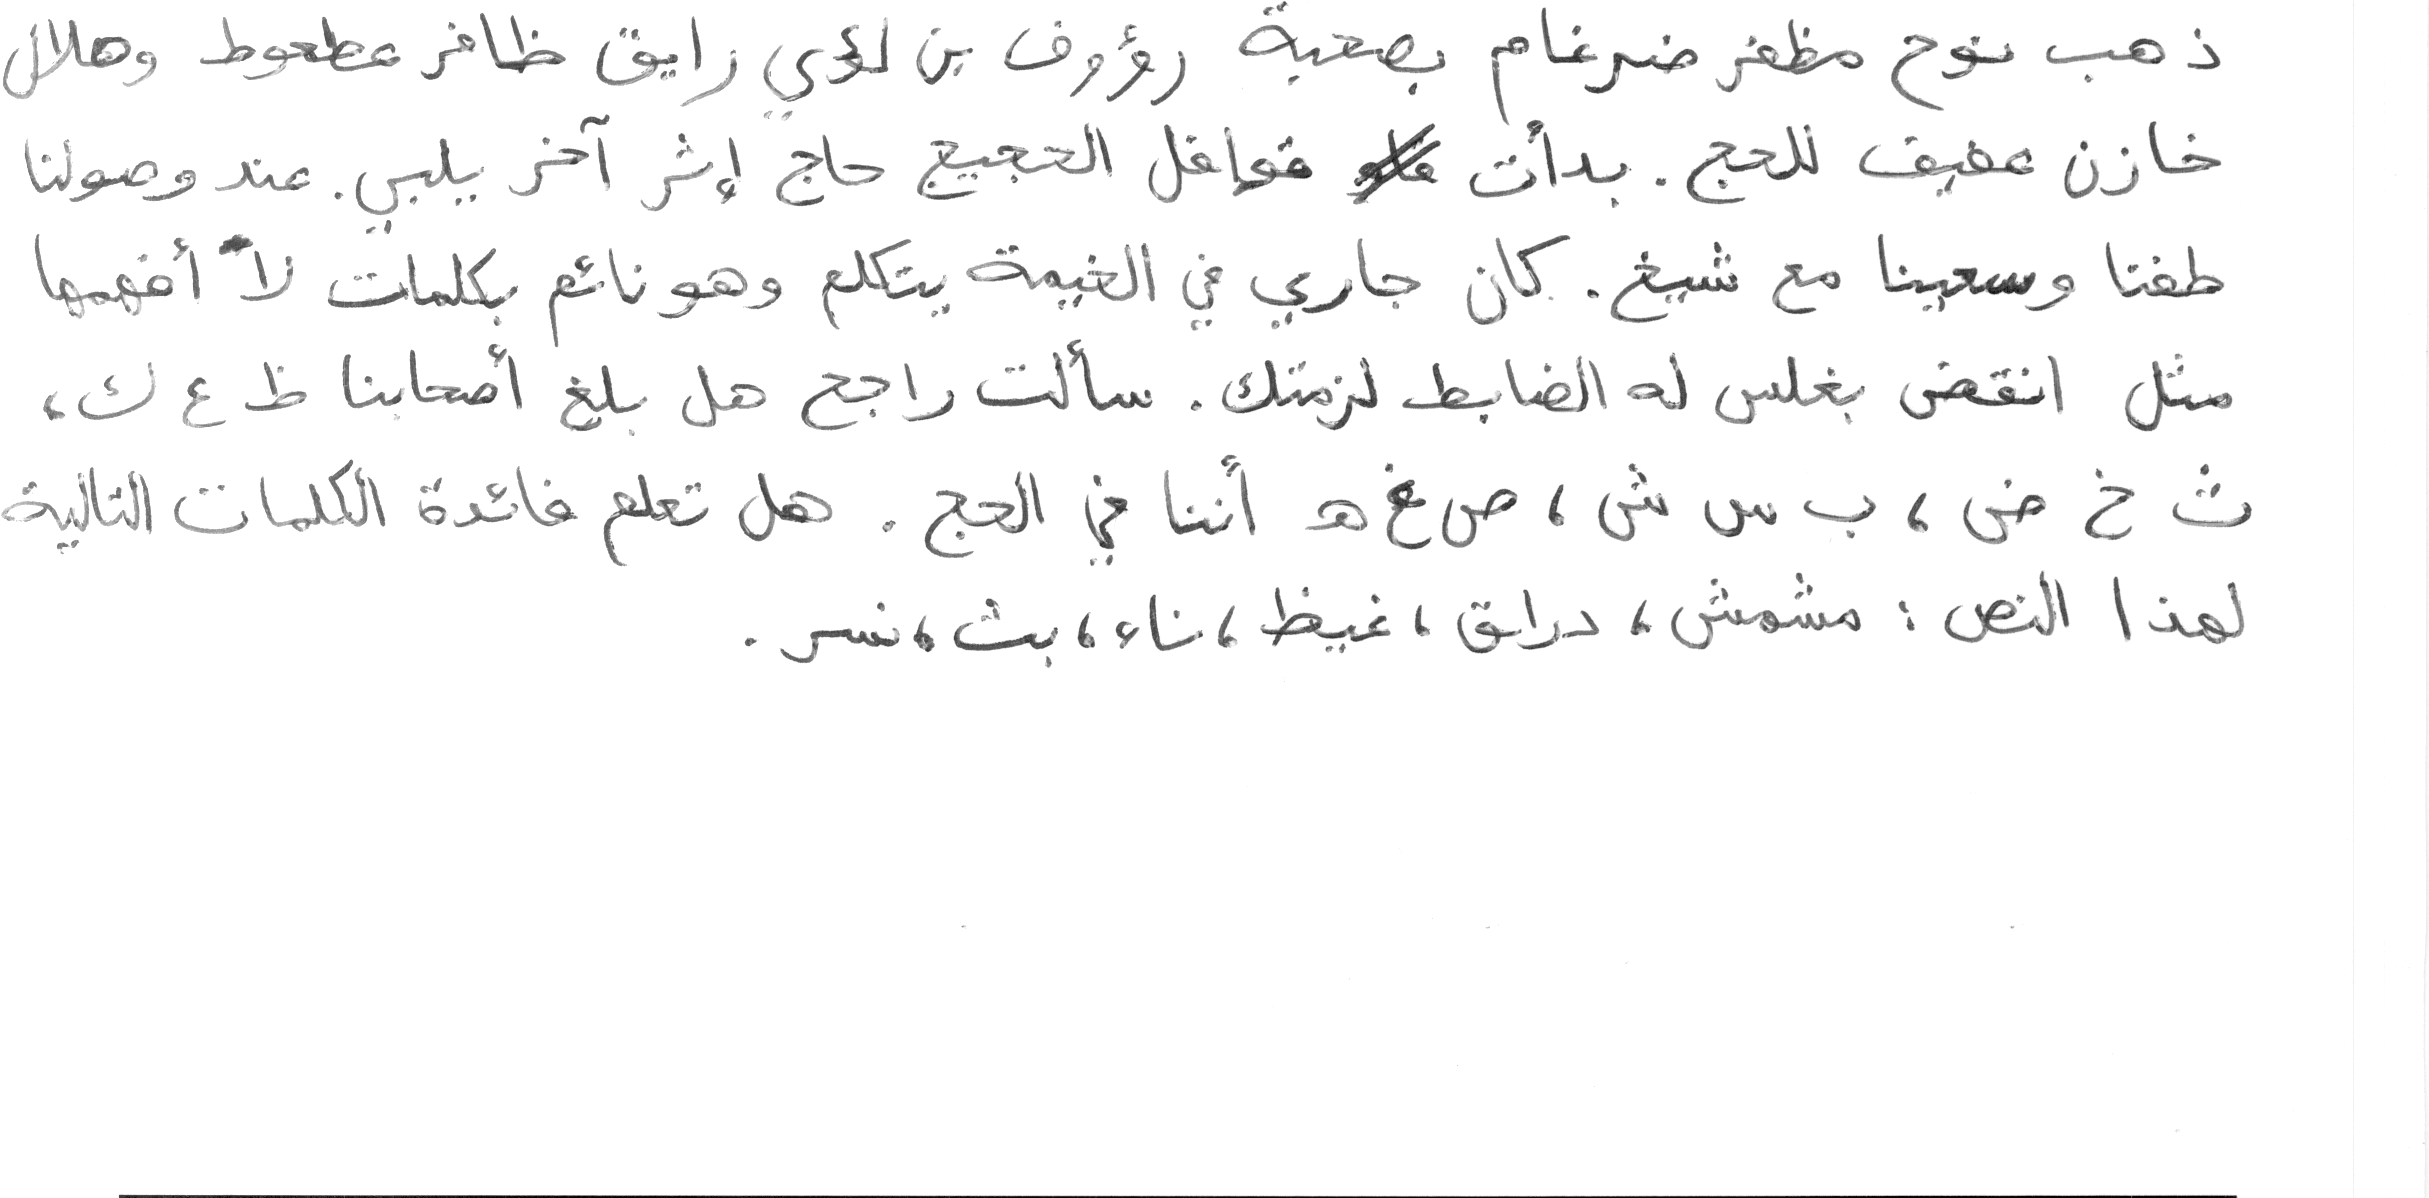 ذهب نوح مظفر ضرغام بصحبة رؤوف بن لؤي رايق ظافر عطعوط وهلال
خازن عفيف للحج. بدأت قوافل الحجيج حاج إثر آخر يلبي. عند وصولنا
طفنا وسعينا مع شيخ. كان جاري في الخيمة يتكلم وهو نائم بكلمات لا أفهمها
مثل انقض بغلس له الضابط لزمتك. سألت راجح هل بلغ أصحابنا ظ ع ك،
ث خ ض، ب س ش، ص غ ه أننا في الحج. هل تعلم فائدة الكلمات التالية
لهذا النص: مشمش، دراق، غيظ، ناء، بث، نسر.